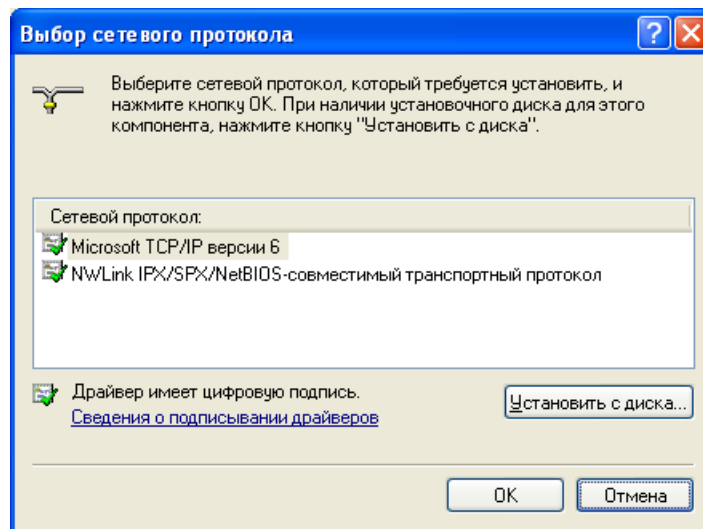 Выбор сетевого протокола
Выберите сетевой протокол, который требуется установить, и
нажмите кнопку OK. При наличии установочного диска для этого
компонента, нажмите кнопку "Установить с диска".
Сетевой протокол:
Microsoft TCP/IP версии 6
NWLink IPX/SPX/NetBIOS-совместимый транспортный протокол
Драйвер имеет цифровую подпись.
Сведения о подписывании драйверов
Установить с диска...
OK
Отмена